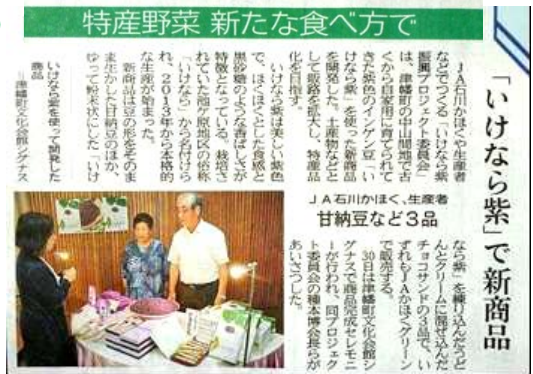 特産野菜 新たな食べ方で
「いけなら紫」で新商品
ＪＡ石川かほく、生産者
甘納豆など３品
ＪＡ石川かほくや生産者
などでつくる「いけなら紫
振興プロジェクト委員会」
は、津幡町の中山間地で古
くから自家用に育てられて
きた紫色のインゲン豆「い
けなら紫」を使った新商品
を開発した。土産物などと
して販路を拡大し、特産品
化を目指す。
いけなら紫は美しい紫色
で、ほくほくとした食感と
黒砂糖のような香ばしさが
特徴となっている。栽培さ
れていた池ケ原地区の俗称
「いけなら」から名付けら
れ、２０１３年から本格的
な生産が始まった。
新商品は豆の形をそのま
ま生かした甘納豆のほか、
ゆって粉末状にした「いけ
なら紫」を練り込んだうど
んとクリームに混ぜ込んだ
チョコサンドの３品で、い
ずれもＪＡかほくグリーン
で販売する。
30日は津幡町文化会館シ
グナスで商品完成セレモニ
ーが行われ、同プロジェク
ト委員会の種本博会長らが
あいさつした。
いけなら紫を使って開発した
商品
＝津幡町文化会館シグナス